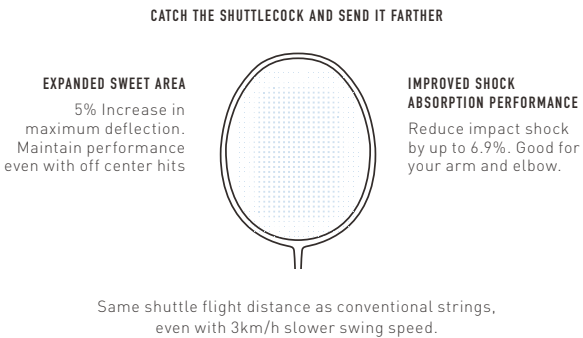 CATCH THE SHUTTLECOCK AND SEND IT FARTHER
EXPANDED SWEET AREA
5% Increase in
maximum deflection.
Maintain performance
even with off center hits
IMPROVED SHOCK
ABSORPTION PERFORMANCE
Reduce impact shock
by up to 6.9%. Good for
your arm and elbow.
Same shuttle flight distance as conventional strings,
even with 3km/h slower swing speed.